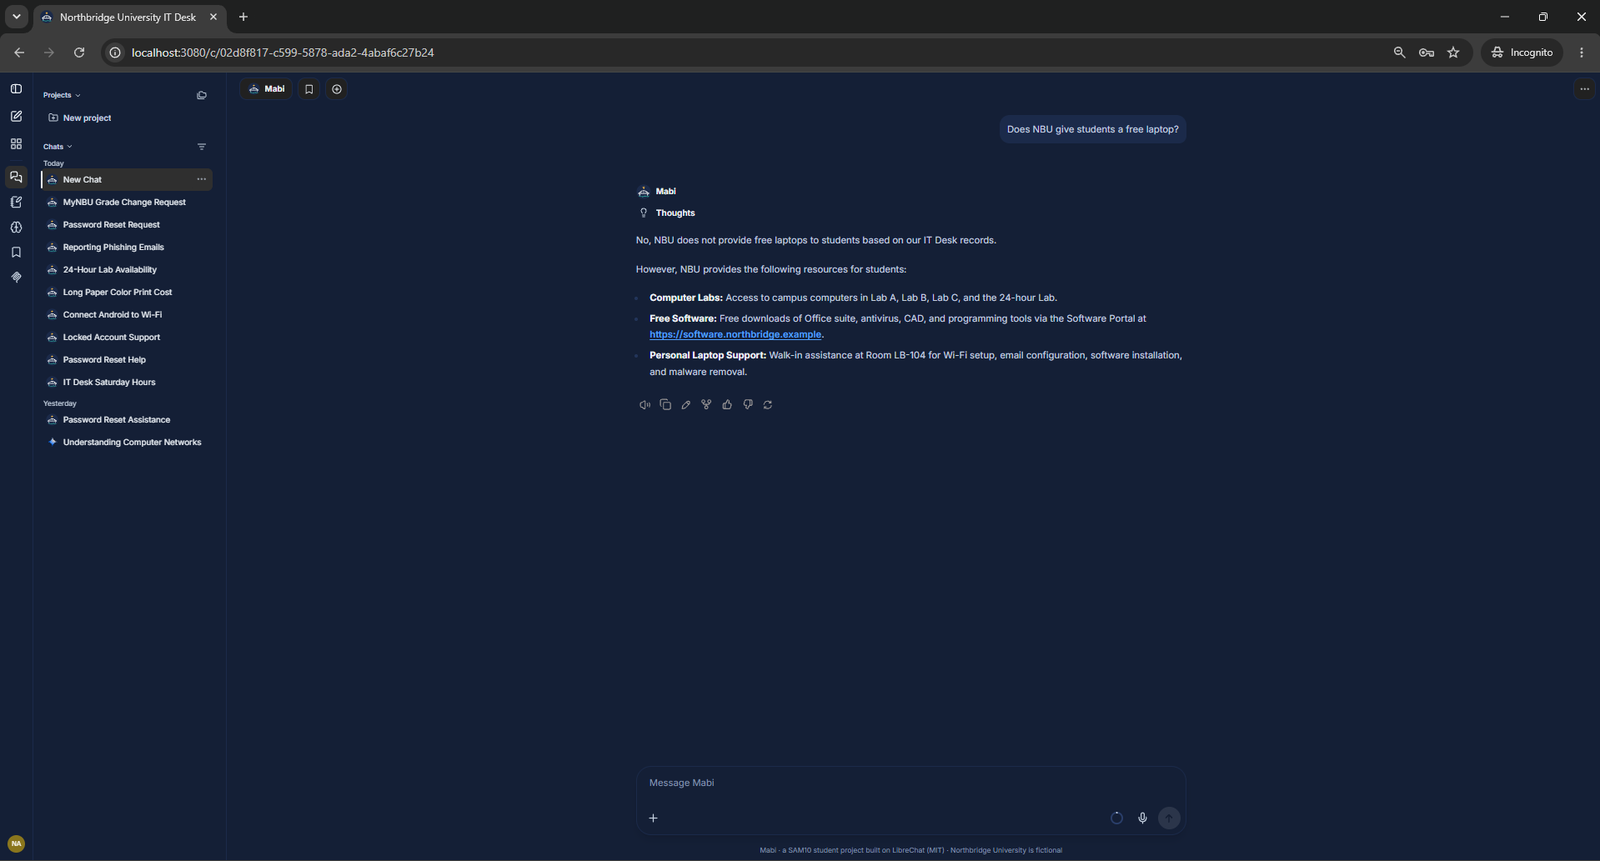 Northbridge University IT Desk
localhost:3080/c/02d8f817-c599-5878-ada2-4abaf6c27b24
Incognito
Projects
New project
Chats
Today
New Chat
MyNBU Grade Change Request
Password Reset Request
Reporting Phishing Emails
24-Hour Lab Availability
Long Paper Color Print Cost
Connect Android to Wi-Fi
Locked Account Support
Password Reset Help
IT Desk Saturday Hours
Yesterday
Password Reset Assistance
Understanding Computer Networks
NA
Mabi
Does NBU give students a free laptop?
Mabi
Thoughts
No, NBU does not provide free laptops to students based on our IT Desk records.
However, NBU provides the following resources for students:
Computer Labs: Access to campus computers in Lab A, Lab B, Lab C, and the 24-hour Lab.
Free Software: Free downloads of Office suite, antivirus, CAD, and programming tools via the Software Portal at
https://software.northbridge.example.
Personal Laptop Support: Walk-in assistance at Room LB-104 for Wi-Fi setup, email configuration, software installation,
and malware removal.
Message Mabi
Mabi - a SAM10 student project built on LibreChat (MIT) - Northbridge University is fictional